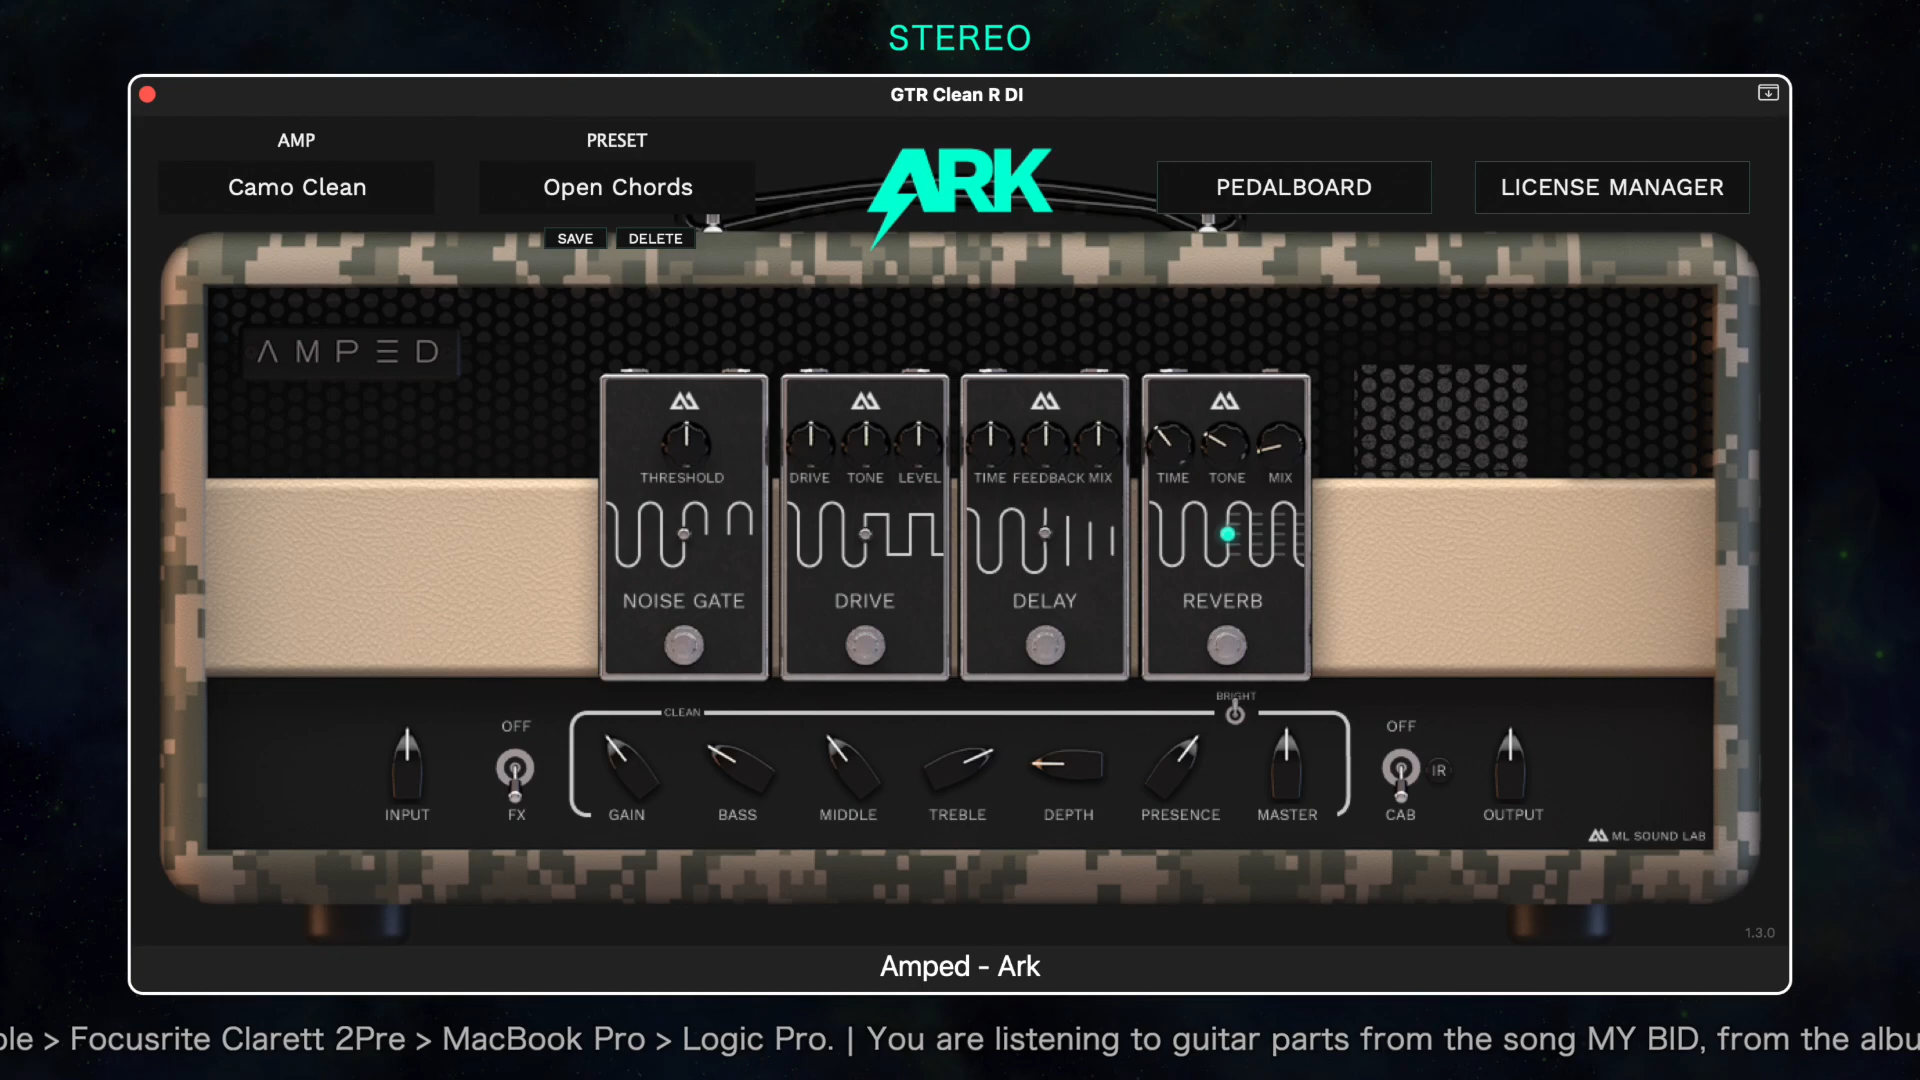 STEREO
GTR Clean R DI
AMP
PRESET
Camo Clean
Open Chords
ARK
PEDALBOARD
LICENSE MANAGER
SAVE
DELETE
AMPED
THRESHOLD
DRIVE TONE LEVEL
TIME FEEDBACK MIX
TIME TONE MIX
NOISE GATE
DRIVE
DELAY
REVERB
BRIGHT
CLEAN
OFF
OFF
IR
INPUT
FX
GAIN
BASS
MIDDLE
TREBLE
DEPTH
PRESENCE
MASTER
CAB
OUTPUT
ML SOUND LAB
1.3.0
Amped - Ark
> Focusrite Clarett 2Pre > MacBook Pro > Logic Pro. | You are listening to guitar parts from the song MY BID, from the